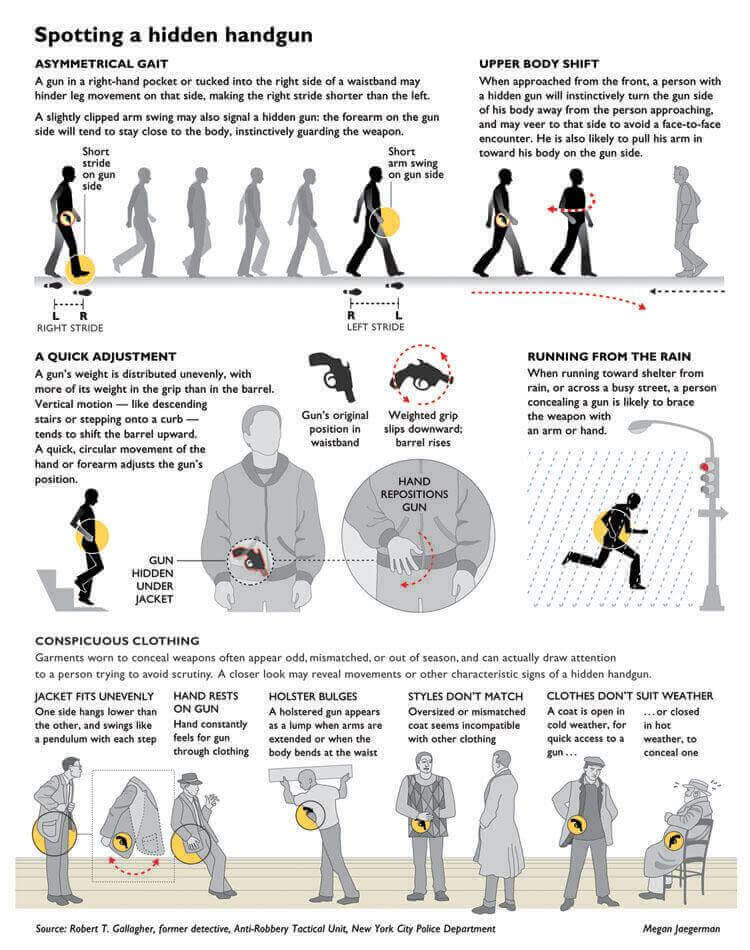 Spotting a hidden handgun
ASYMMETRICAL GAIT
A gun in a right-hand pocket or tucked into the right side of a waistband may
hinder leg movement on that side, making the right stride shorter than the left.
A slightly clipped arm swing may also signal a hidden gun: the forearm on the gun
side will tend to stay close to the body, instinctively guarding the weapon.
Short
stride
on gun
side
Short
arm swing
on gun side
L R
RIGHT STRIDE
R L
LEFT STRIDE
UPPER BODY SHIFT
When approached from the front, a person with
a hidden gun will instinctively turn the gun side
of his body away from the person approaching,
and may veer to that side to avoid a face-to-face
encounter. He is also likely to pull his arm in
toward his body on the gun side.
A QUICK ADJUSTMENT
A gun's weight is distributed unevenly, with
more of its weight in the grip than in the barrel.
Vertical motion — like descending
stairs or stepping onto a curb —
tends to shift the barrel upward.
A quick, circular movement of the
hand or forearm adjusts the gun's
position.
Gun's original
position in
waistband
Weighted grip
slips downward;
barrel rises
HAND
REPOSITIONS
GUN
GUN
HIDDEN
UNDER
JACKET
RUNNING FROM THE RAIN
When running toward shelter from
rain, or across a busy street, a person
concealing a gun is likely to brace
the weapon with
an arm or hand.
CONSPICUOUS CLOTHING
Garments worn to conceal weapons often appear odd, mismatched, or out of season, and can actually draw attention
to a person trying to avoid scrutiny. A closer look may reveal movements or other characteristic signs of a hidden handgun.
JACKET FITS UNEVENLY
One side hangs lower than
the other, and swings like
a pendulum with each step
HAND RESTS
ON GUN
Hand constantly
feels for gun
through clothing
HOLSTER BULGES
A holstered gun appears
as a lump when arms are
extended or when the
body bends at the waist
STYLES DON'T MATCH
Oversized or mismatched
coat seems incompatible
with other clothing
CLOTHES DON'T SUIT WEATHER
A coat is open in
cold weather, for
quick access to a
gun . . .
. . . or closed
in hot
weather, to
conceal one
Source: Robert T. Gallagher, former detective, Anti-Robbery Tactical Unit, New York City Police Department
Megan Jaegerman